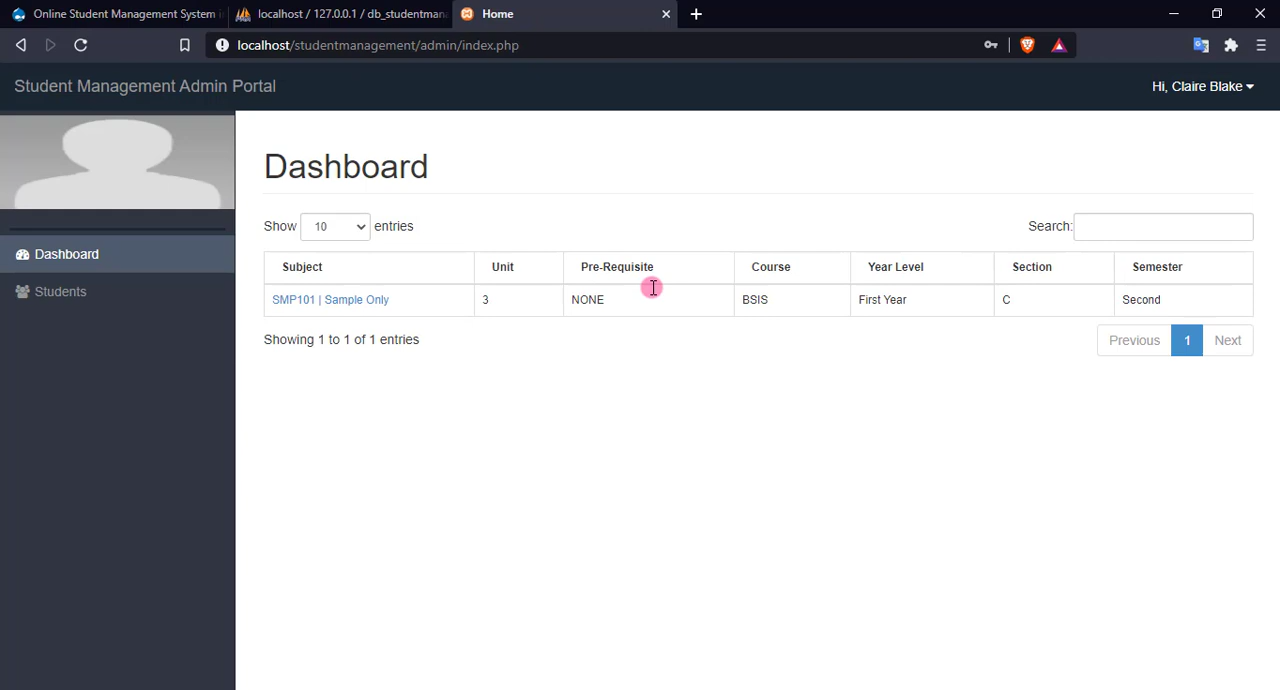 Online Student Management System i
localhost / 127.0.0.1 / db_studentman
Home
localhost/studentmanagement/admin/index.php
Student Management Admin Portal
Hi, Claire Blake
Dashboard
Students
Dashboard
Show 10 entries
Search:
Subject Unit Pre-Requisite Course Year Level Section Semester
SMP101 | Sample Only 3 NONE BSIS First Year C Second
Showing 1 to 1 of 1 entries
Previous 1 Next